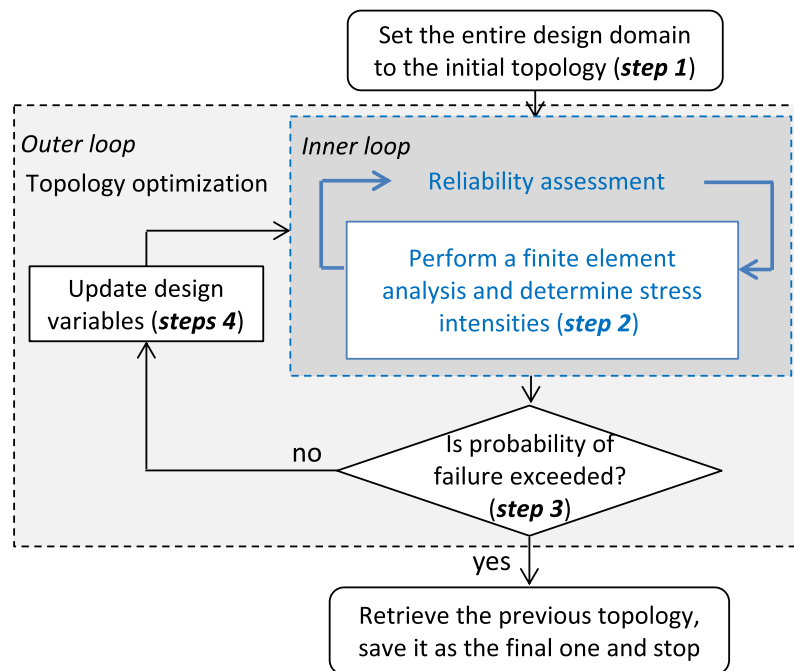 Set the entire design domain
to the initial topology (step 1)
Outer loop
Topology optimization
Inner loop
Reliability assessment
Perform a finite element
analysis and determine stress
intensities (step 2)
Update design
variables (steps 4)
no
Is probability of
failure exceeded?
(step 3)
yes
Retrieve the previous topology,
save it as the final one and stop